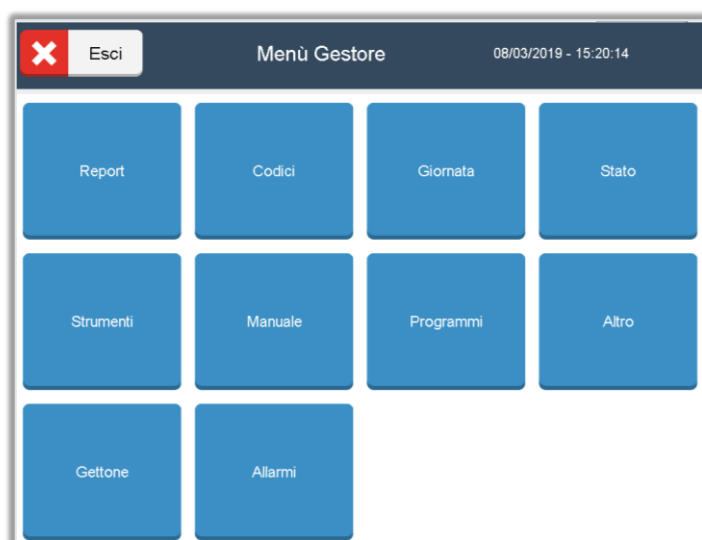 Esci Menù Gestore 08/03/2019 - 15:20:14
Report Codici Giornata Stato
Strumenti Manuale Programmi Altro
Gettone Allarmi